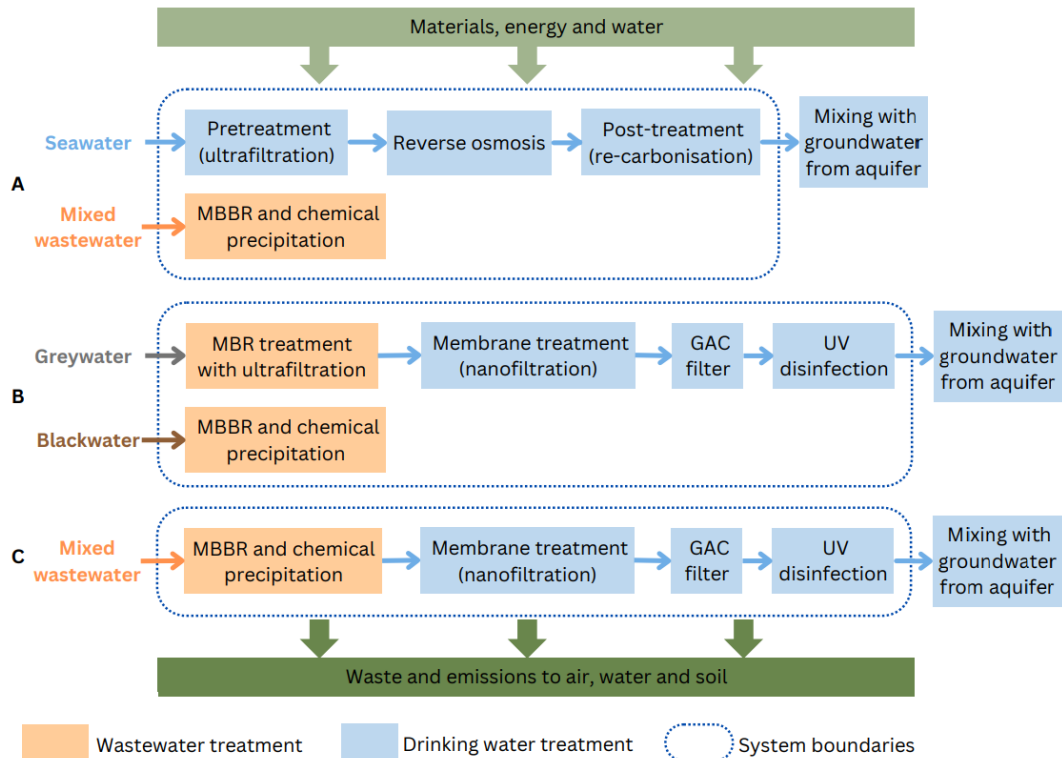 Materials, energy and water
Seawater
Pretreatment
(ultrafiltration)
Reverse osmosis
Post-treatment
(re-carbonisation)
Mixing with
groundwater
from aquifer
A
Mixed
wastewater
MBBR and chemical
precipitation
Greywater
MBR treatment
with ultrafiltration
Membrane treatment
(nanofiltration)
GAC
filter
UV
disinfection
Mixing with
groundwater
from aquifer
B
Blackwater
MBBR and chemical
precipitation
C
Mixed
wastewater
MBBR and chemical
precipitation
Membrane treatment
(nanofiltration)
GAC
filter
UV
disinfection
Mixing with
groundwater
from aquifer
Waste and emissions to air, water and soil
Wastewater treatment
Drinking water treatment
System boundaries